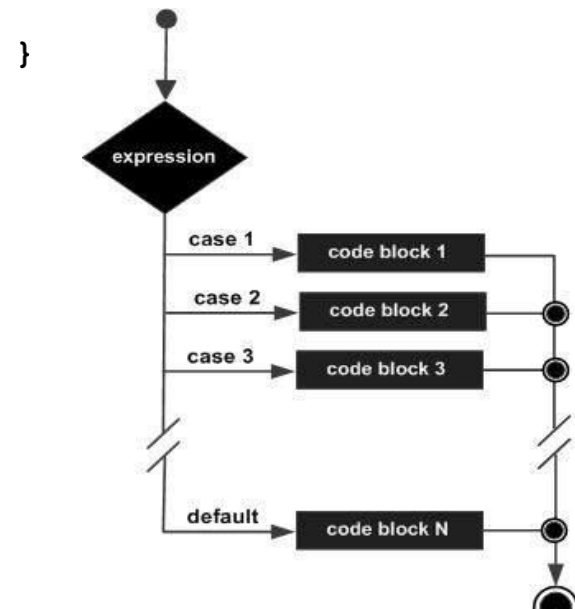 }
expression
case 1
code block 1
case 2
code block 2
case 3
code block 3
default
code block N